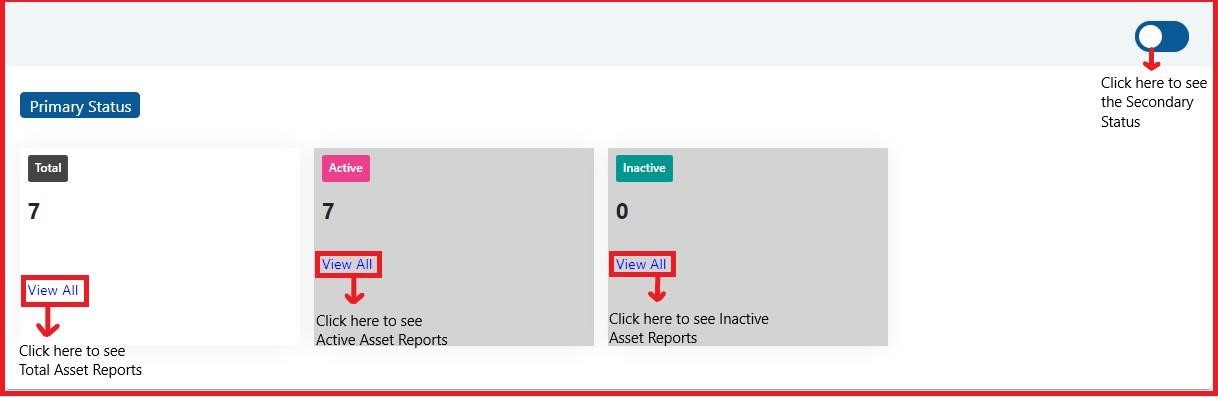 Click here to see
the Secondary
Status
Primary Status
Total
7
View All
Click here to see
Total Asset Reports
Active
7
View All
Click here to see
Active Asset Reports
Inactive
0
View All
Click here to see Inactive
Asset Reports